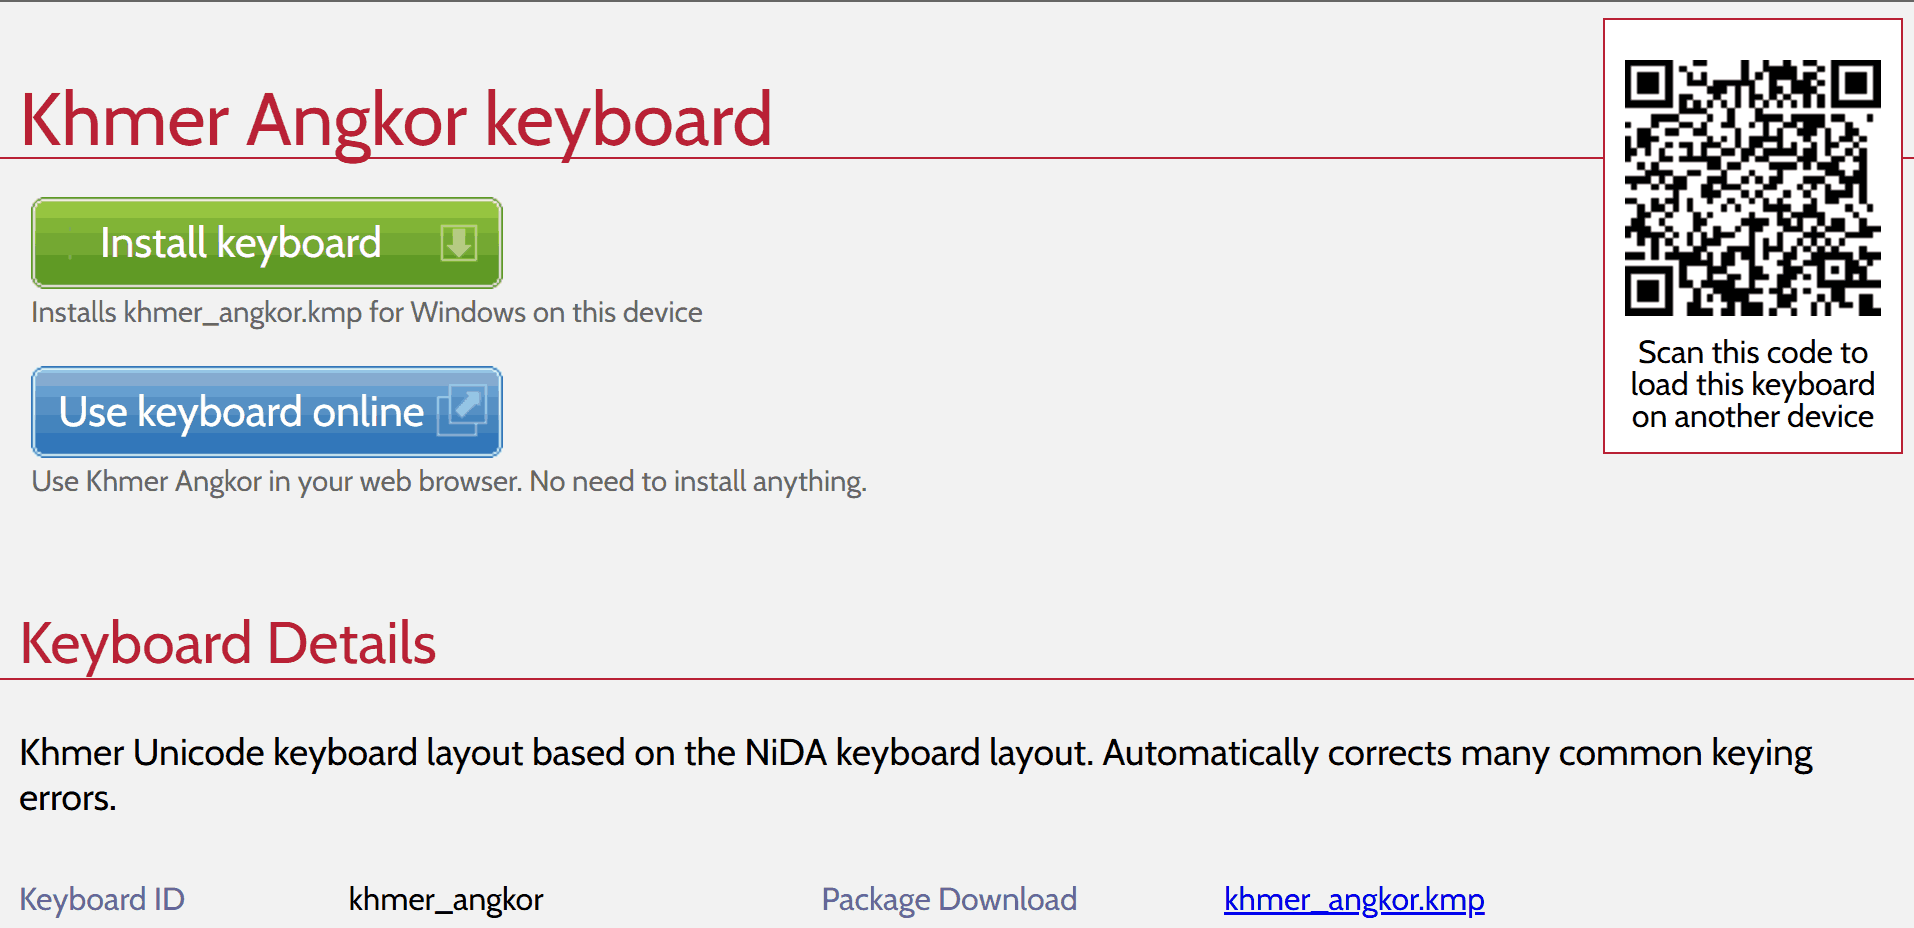 Khmer Angkor keyboard
Install keyboard
Installs khmer_angkor.kmp for Windows on this device
Use keyboard online
Use Khmer Angkor in your web browser. No need to install anything.
Scan this code to
load this keyboard
on another device
Keyboard Details
Khmer Unicode keyboard layout based on the NiDA keyboard layout. Automatically corrects many common keying
errors.
Keyboard ID khmer_angkor Package Download khmer_angkor.kmp